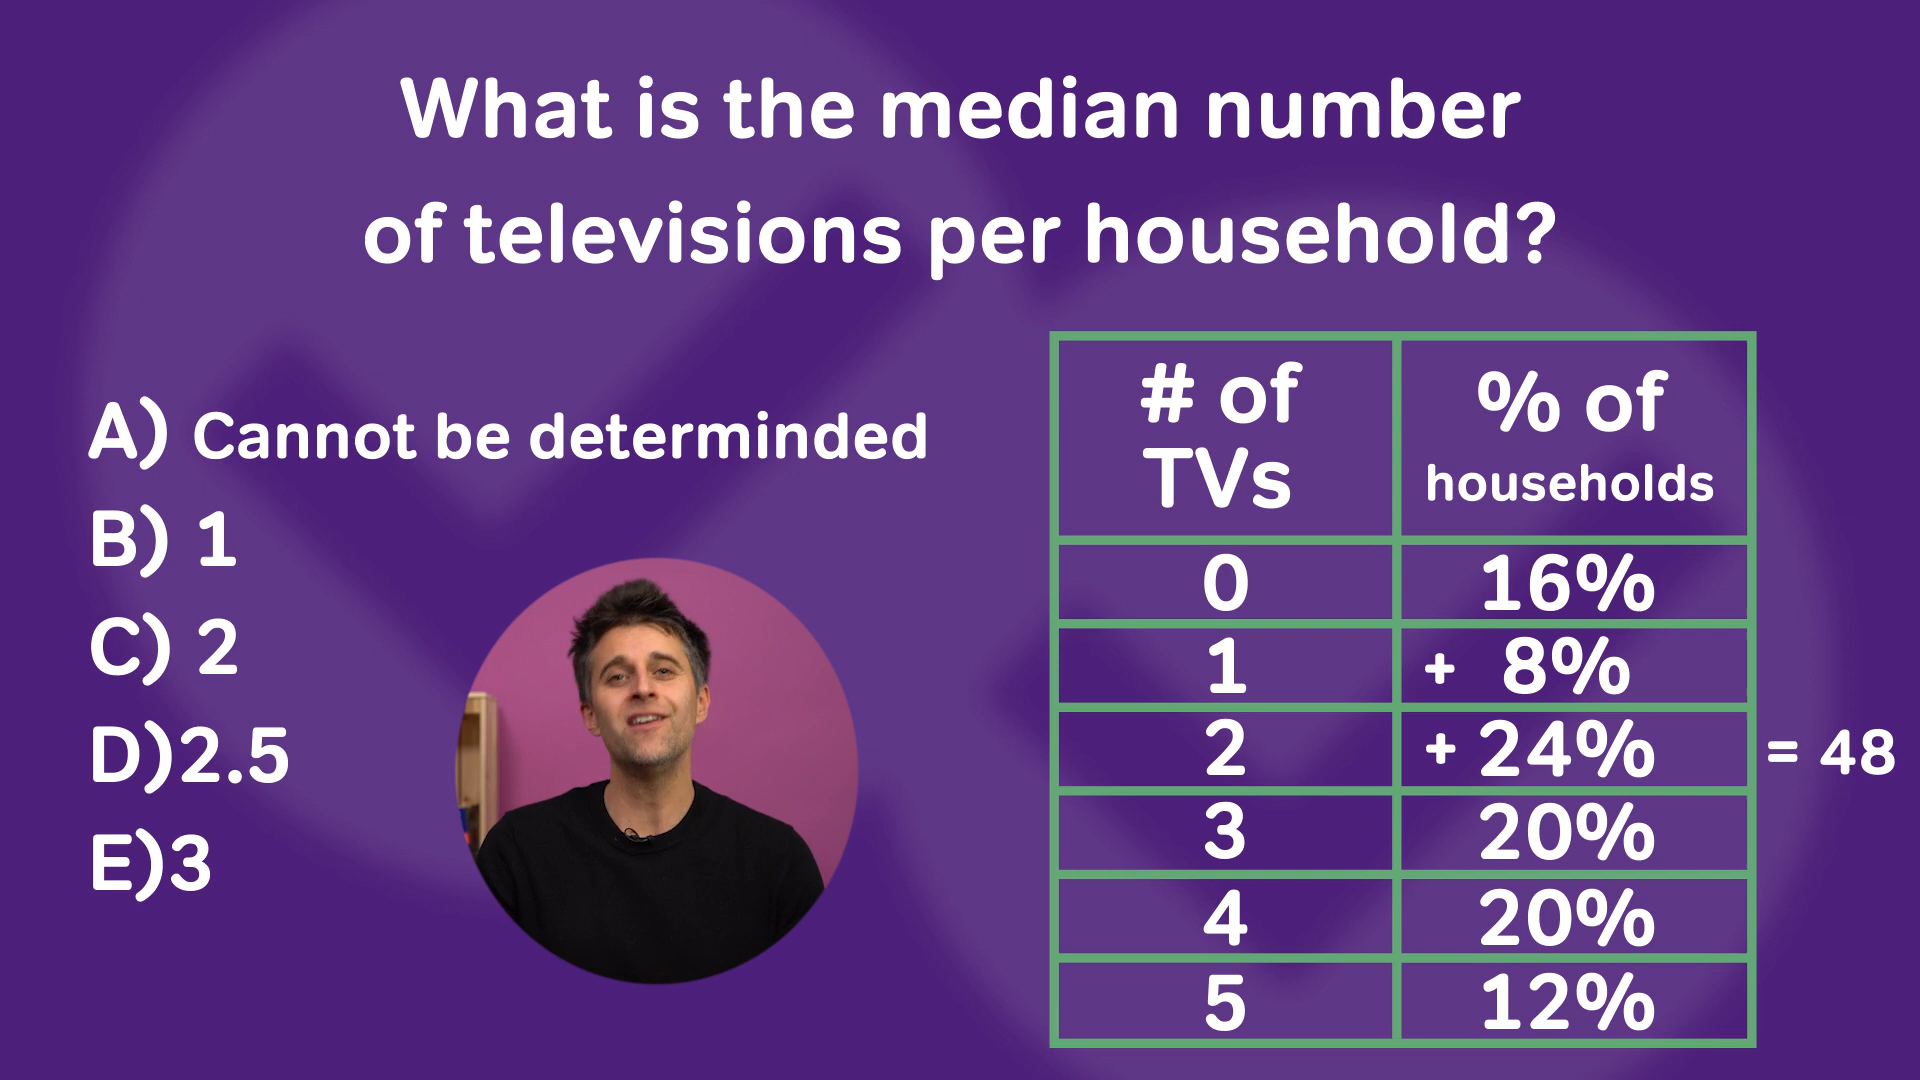 What is the median number
of televisions per household?
A) Cannot be determinded
B) 1
C) 2
D)2.5
E)3
# of TVs % of households
0 16%
1 + 8%
2 + 24% = 48
3 20%
4 20%
5 12%